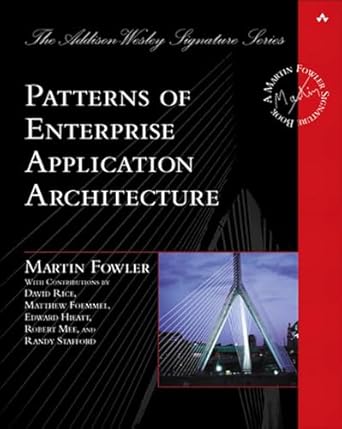 The Addison-Wesley Signature Series
A MARTIN FOWLER SIGNATURE BOOK
Martin
PATTERNS OF
ENTERPRISE
APPLICATION
ARCHITECTURE
MARTIN FOWLER
WITH CONTRIBUTIONS BY
DAVID RICE,
MATTHEW FOEMMEL,
EDWARD HIEATT,
ROBERT MEE, AND
RANDY STAFFORD